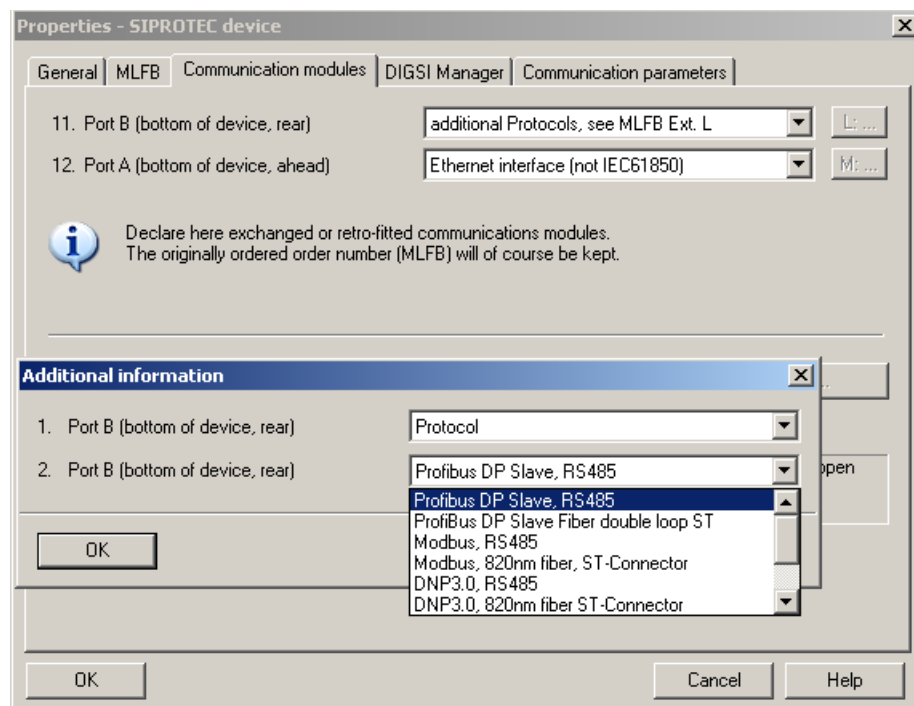 Properties - SIPROTEC device
General MLFB Communication modules DIGSI Manager Communication parameters
11. Port B (bottom of device, rear) additional Protocols, see MLFB Ext. L L: ...
12. Port A (bottom of device, ahead) Ethernet interface (not IEC61850) M: ...
Declare here exchanged or retro-fitted communications modules.
The originally ordered order number (MLFB) will of course be kept.
Additional information
1. Port B (bottom of device, rear) Protocol
2. Port B (bottom of device, rear) Profibus DP Slave, RS485
open
Profibus DP Slave, RS485
ProfiBus DP Slave Fiber double loop ST
Modbus, RS485
Modbus, 820nm fiber, ST-Connector
DNP3.0, RS485
DNP3.0, 820nm fiber ST-Connector
OK
OK Cancel Help